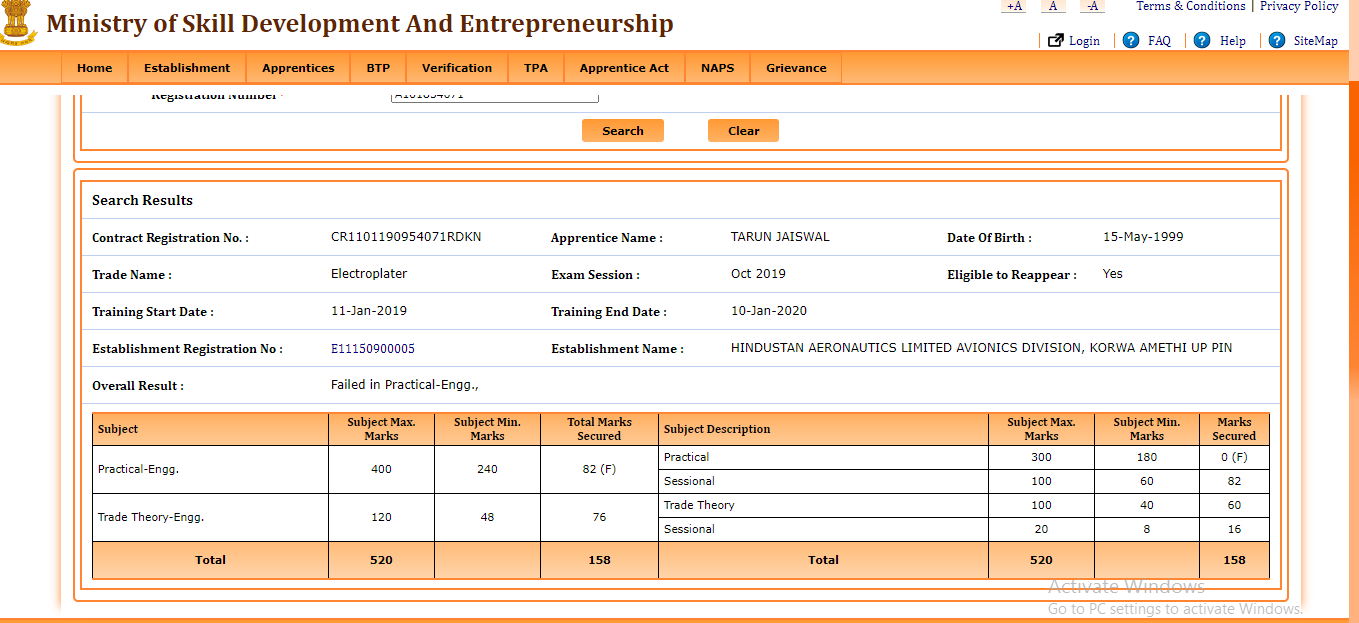 +A A -A Terms & Conditions | Privacy Policy
Ministry of Skill Development And Entrepreneurship
Login ? FAQ ? Help ? SiteMap
Home Establishment Apprentices BTP Verification TPA Apprentice Act NAPS Grievance
Registration Number
Search Clear
Search Results
Contract Registration No. : CR1101190954071RDKN Apprentice Name : TARUN JAISWAL Date Of Birth : 15-May-1999
Trade Name : Electroplater Exam Session : Oct 2019 Eligible to Reappear : Yes
Training Start Date : 11-Jan-2019 Training End Date : 10-Jan-2020
Establishment Registration No : E11150900005 Establishment Name : HINDUSTAN AERONAUTICS LIMITED AVIONICS DIVISION, KORWA AMETHI UP PIN
Overall Result : Failed in Practical-Engg.,
Subject Subject Max. Marks Subject Min. Marks Total Marks Secured Subject Description Subject Max. Marks Subject Min. Marks Marks Secured
Practical-Engg. 400 240 82 (F) Practical 300 180 0 (F)
Sessional 100 60 82
Trade Theory-Engg. 120 48 76 Trade Theory 100 40 60
Sessional 20 8 16
Total 520 158 Total 520 158
Activate Windows
Go to PC settings to activate Windows.